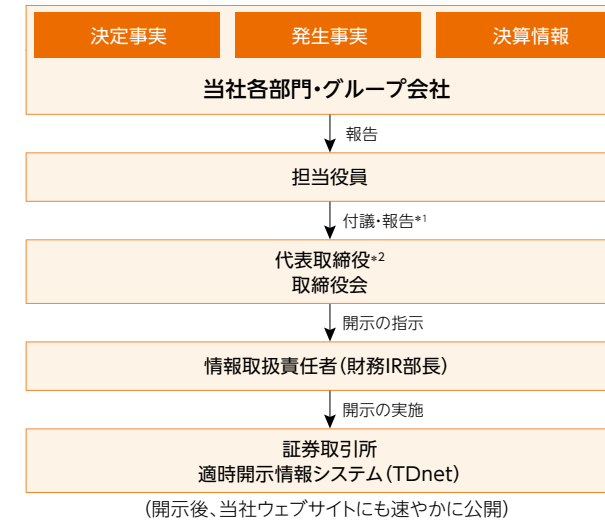 決定事実 発生事実 決算情報
当社各部門・グループ会社
報告
担当役員
付議・報告*1
代表取締役*2
取締役会
開示の指示
情報取扱責任者(財務IR部長)
開示の実施
証券取引所
適時開示情報システム(TDnet)
(開示後、当社ウェブサイトにも速やかに公開)